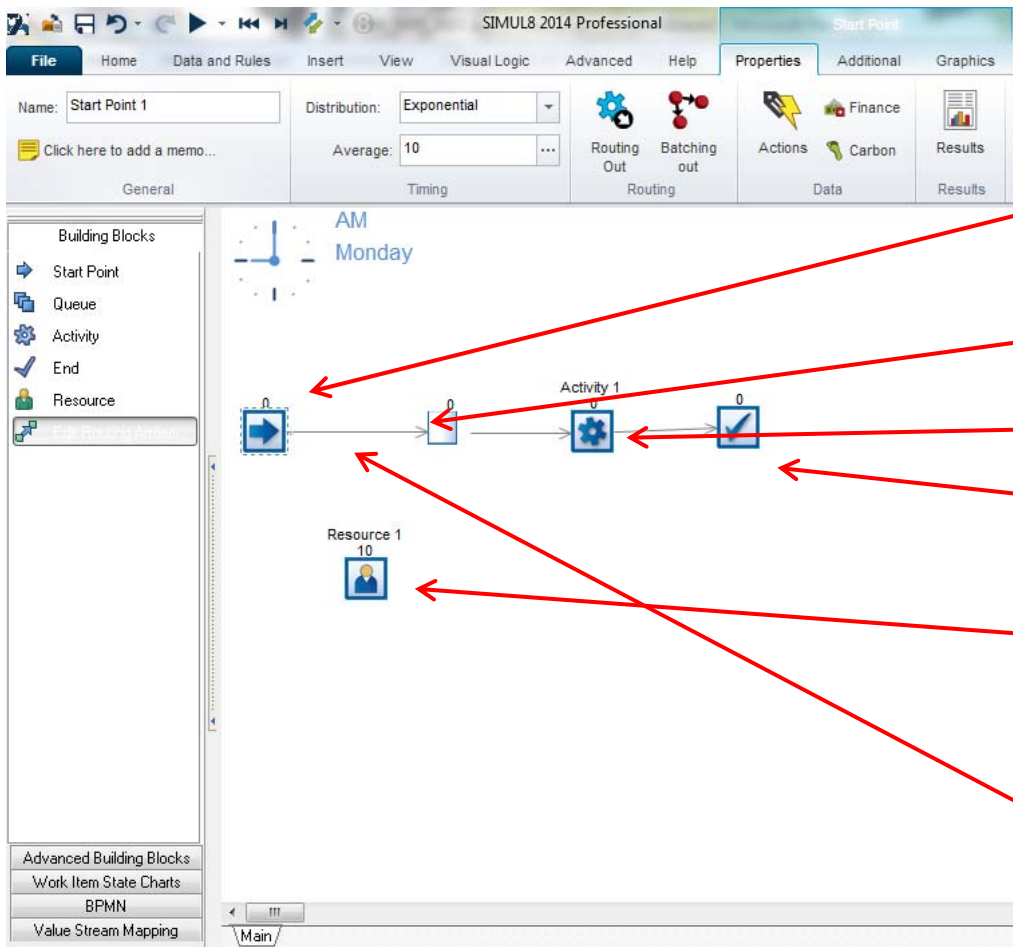 SIMUL8 2014 Professional
Start Point
File Home Data and Rules Insert View Visual Logic Advanced Help Properties Additional Graphics
Name: Start Point 1
Distribution: Exponential
Click here to add a memo...
Average: 10 ...
Routing Out
Batching out
Actions
Finance
Carbon
Results
General Timing Routing Data Results
Building Blocks
Start Point
Queue
Activity
End
Resource
Edit Routing Arrows
AM
Monday
0
0
Activity 1
0
0
Resource 1
10
Advanced Building Blocks
Work Item State Charts
BPMN
Value Stream Mapping
Main